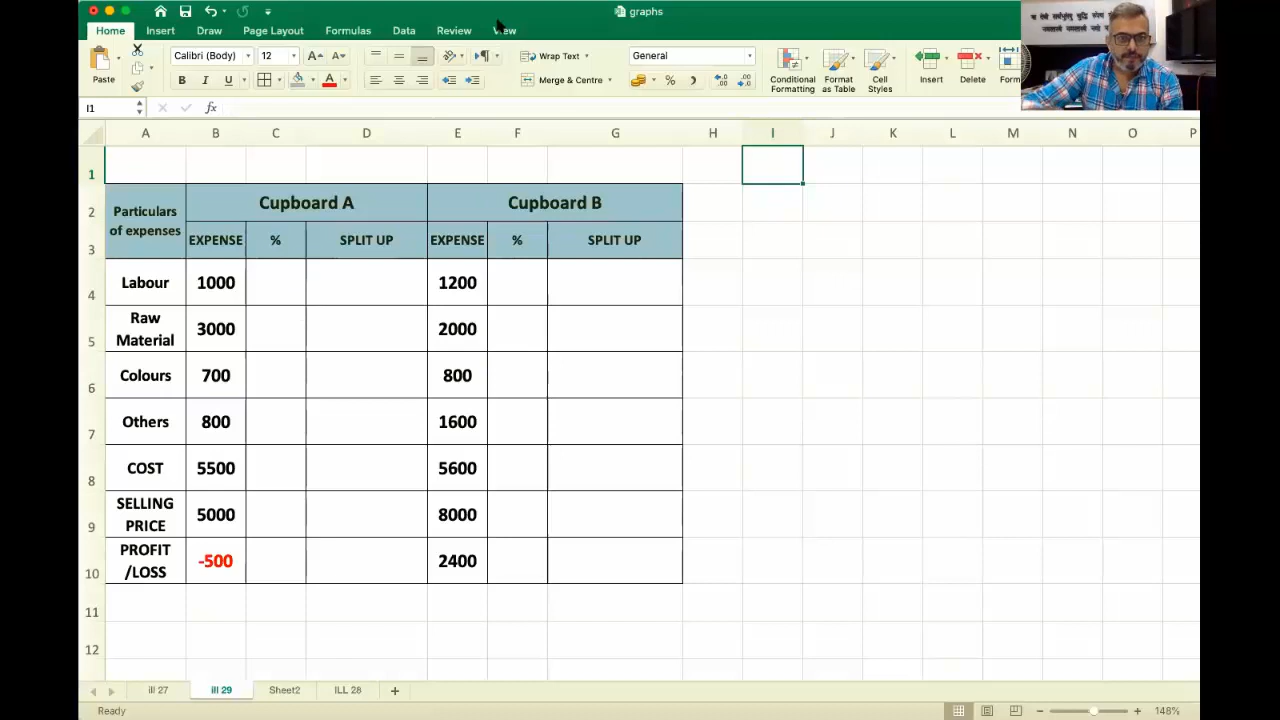 graphs
Home Insert Draw Page Layout Formulas Data Review View
Paste Calibri (Body) 12 A A Wrap Text General Conditional Formatting Format as Table Cell Styles Insert Delete Form
B I U A Merge & Centre %
I1 fx
A B C D E F G H I J K L M N O P
1
2 Particulars of expenses Cupboard A Cupboard B
3 EXPENSE % SPLIT UP EXPENSE % SPLIT UP
4 Labour 1000 1200
5 Raw Material 3000 2000
6 Colours 700 800
7 Others 800 1600
8 COST 5500 5600
9 SELLING PRICE 5000 8000
10 PROFIT /LOSS -500 2400
11
12
ill 27 ill 29 Sheet2 ILL 28 +
Ready 148%